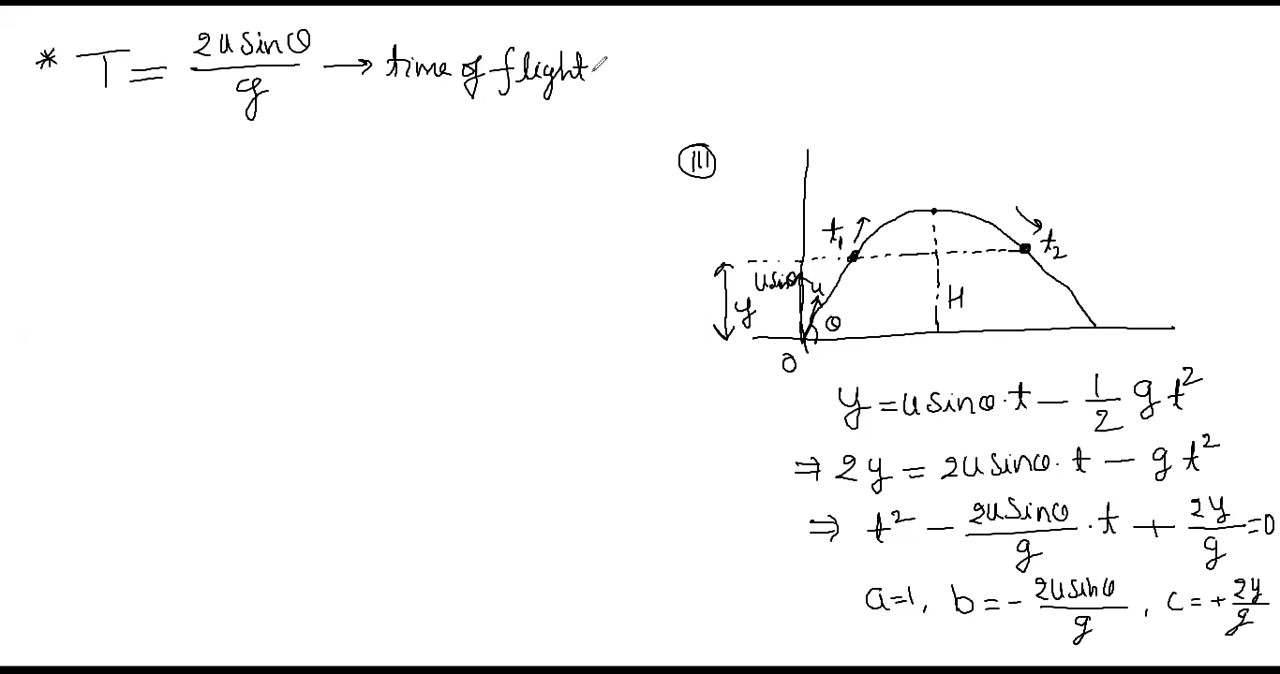 * T = 2u sinθ / g → time of flight
(III)
t₁
t₂
u sinθ
u
y
θ
H
O
y = u sinθ · t − 1/2 g t²
⇒ 2y = 2u sinθ · t − g t²
⇒ t² − 2u sinθ / g · t + 2y / g = 0
a=1, b = − 2u sinθ / g , c = + 2y / g